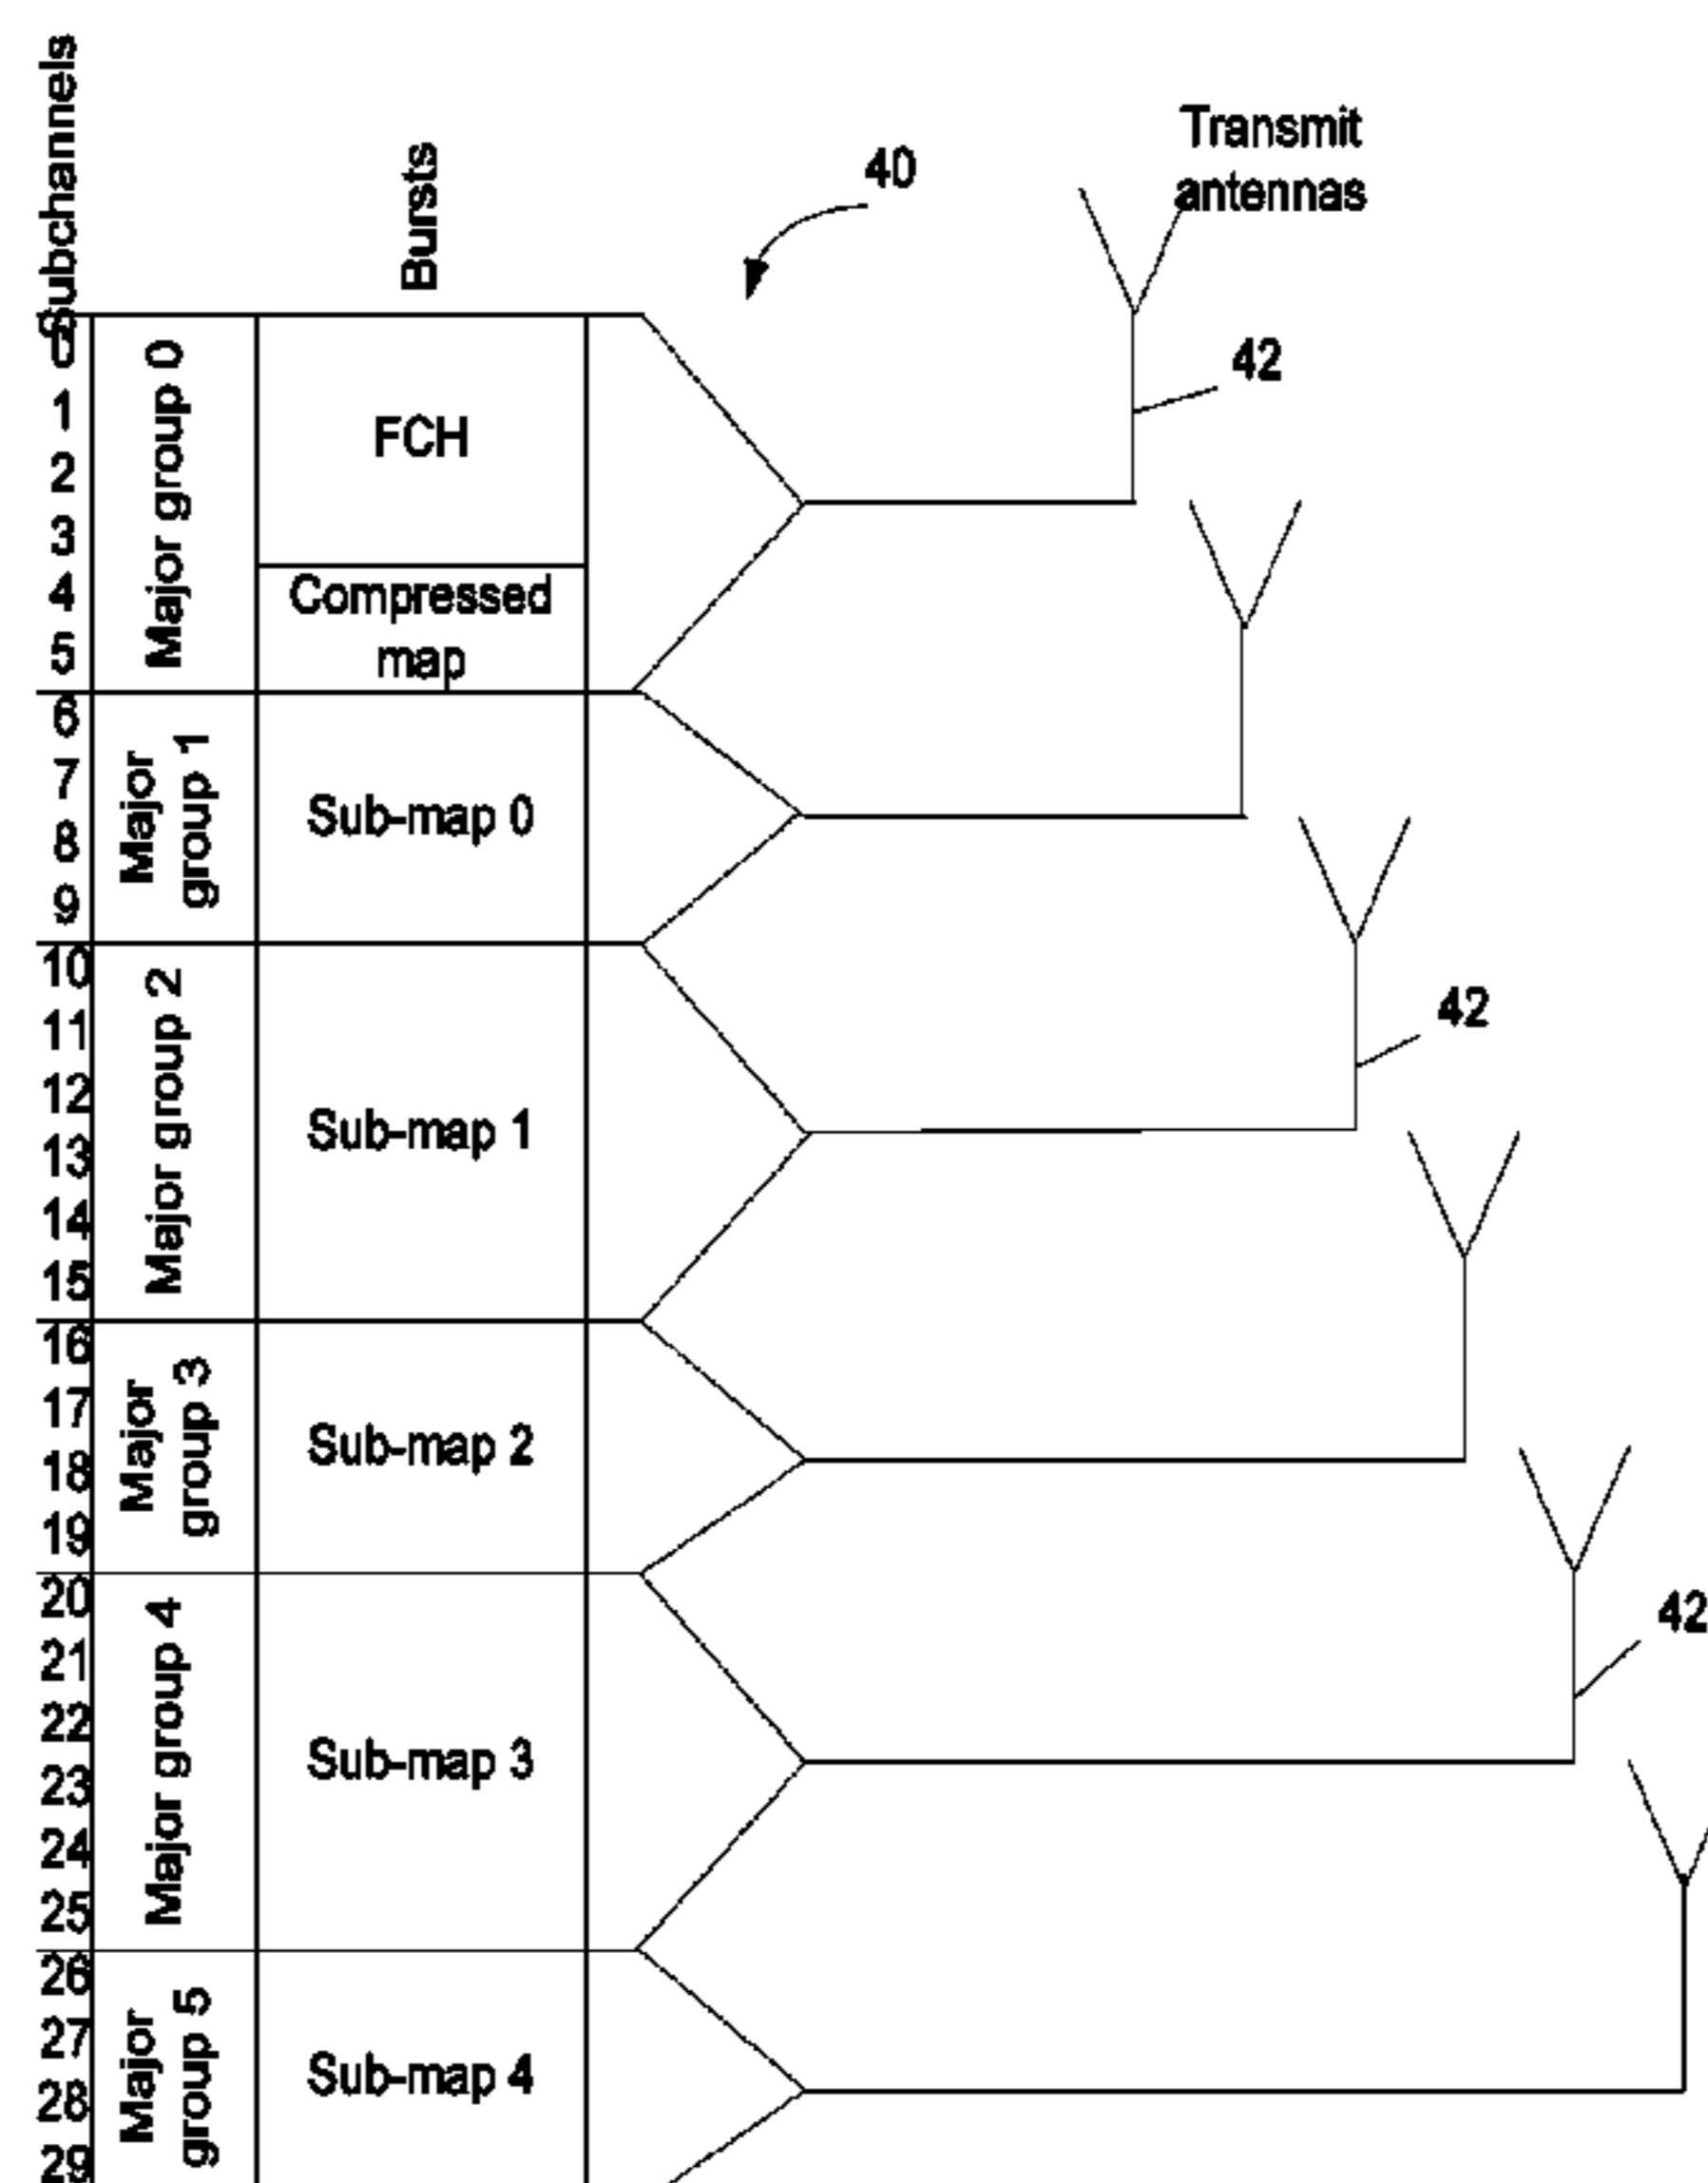 Subchannels
Bursts
40
Transmit
antennas
42
0
1
2
3
4
5
Major group 0
FCH
Compressed
map
6
7
8
9
Major
group 1
Sub-map 0
10
11
12
13
14
15
Major group 2
Sub-map 1
42
16
17
18
19
Major
group 3
Sub-map 2
20
21
22
23
24
25
Major group 4
Sub-map 3
42
26
27
28
29
Major
group 5
Sub-map 4